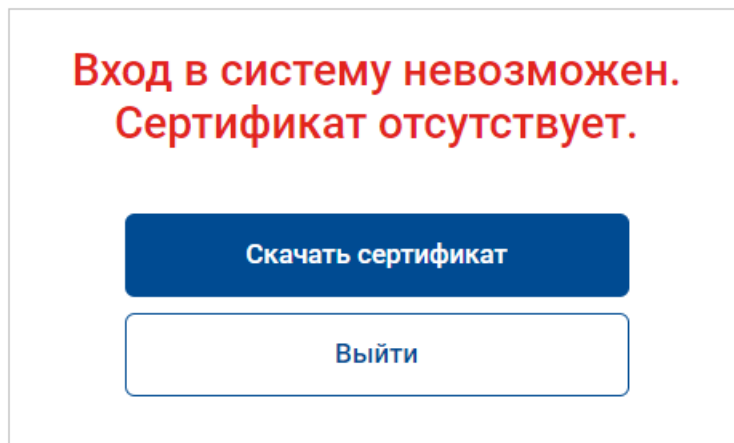 Вход в систему невозможен.
Сертификат отсутствует.
Скачать сертификат
Выйти